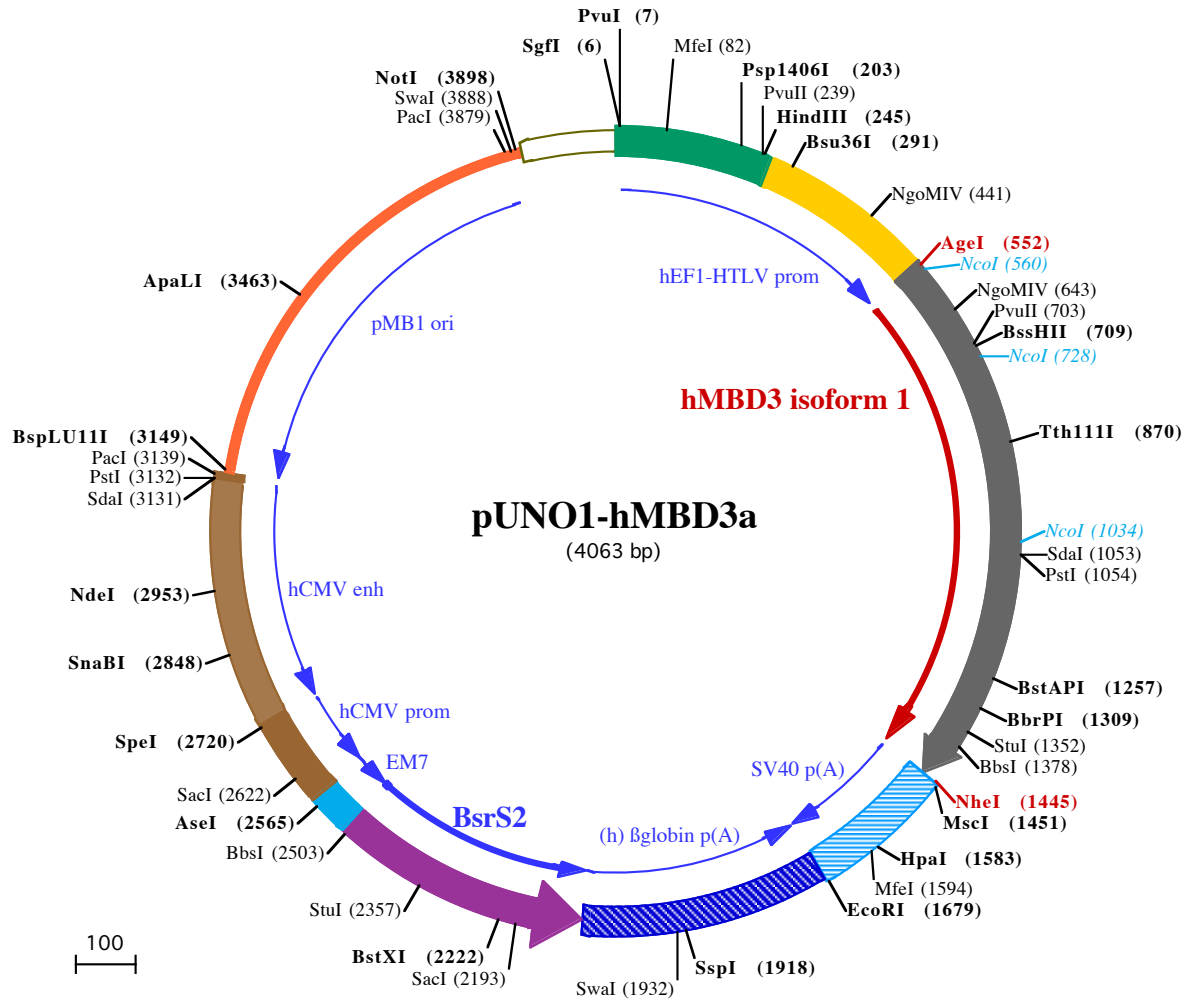 PvuI (7)
SgfI (6)
MfeI (82)
Psp1406I (203)
PvuII (239)
HindIII (245)
Bsu36I (291)
NgoMIV (441)
AgeI (552)
NcoI (560)
NgoMIV (643)
PvuII (703)
BssHII (709)
NcoI (728)
Tth111I (870)
NcoI (1034)
SdaI (1053)
PstI (1054)
BstAPI (1257)
BbrPI (1309)
StuI (1352)
BbsI (1378)
NheI (1445)
MscI (1451)
HpaI (1583)
MfeI (1594)
EcoRI (1679)
SspI (1918)
SwaI (1932)
SacI (2193)
BstXI (2222)
StuI (2357)
BbsI (2503)
AseI (2565)
SacI (2622)
SpeI (2720)
SnaBI (2848)
NdeI (2953)
SdaI (3131)
PstI (3132)
PacI (3139)
BspLU11I (3149)
ApaLI (3463)
PacI (3879)
SwaI (3888)
NotI (3898)
hEF1-HTLV prom
hMBD3 isoform 1
SV40 p(A)
(h) ßglobin p(A)
BsrS2
EM7
hCMV prom
hCMV enh
pMB1 ori
pUNO1-hMBD3a
(4063 bp)
100